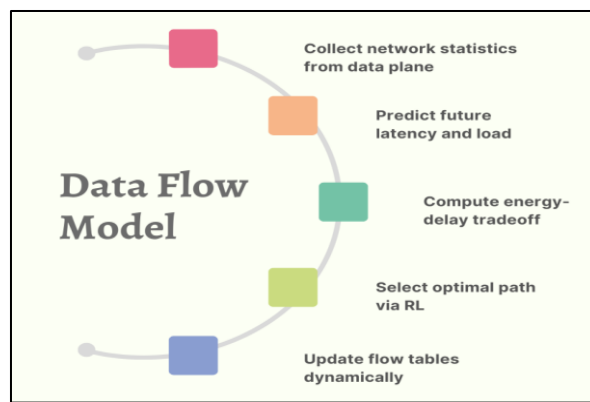 Collect network statistics
from data plane
Predict future
latency and load
Data Flow
Model
Compute energy-
delay tradeoff
Select optimal path
via RL
Update flow tables
dynamically